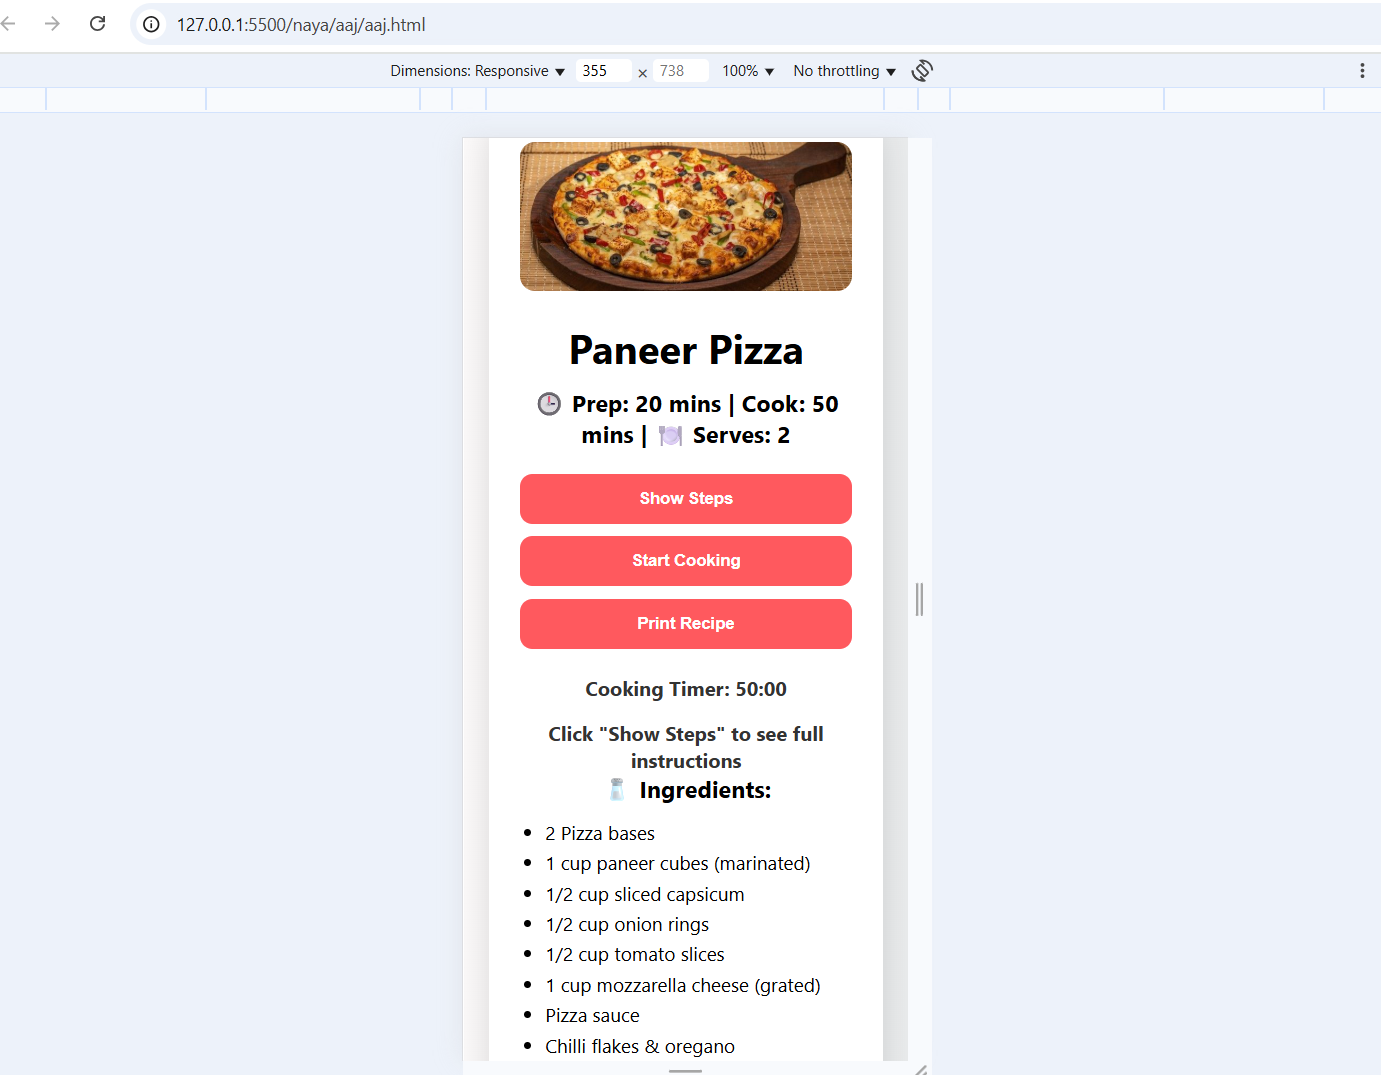 127.0.0.1:5500/naya/aaj/aaj.html
Dimensions: Responsive ▼ 355 × 738 100% ▼ No throttling ▼
Paneer Pizza
🕒 Prep: 20 mins | Cook: 50
mins | 🍽️ Serves: 2
Show Steps
Start Cooking
Print Recipe
Cooking Timer: 50:00
Click "Show Steps" to see full
instructions
🧂 Ingredients:
• 2 Pizza bases
• 1 cup paneer cubes (marinated)
• 1/2 cup sliced capsicum
• 1/2 cup onion rings
• 1/2 cup tomato slices
• 1 cup mozzarella cheese (grated)
• Pizza sauce
• Chilli flakes & oregano